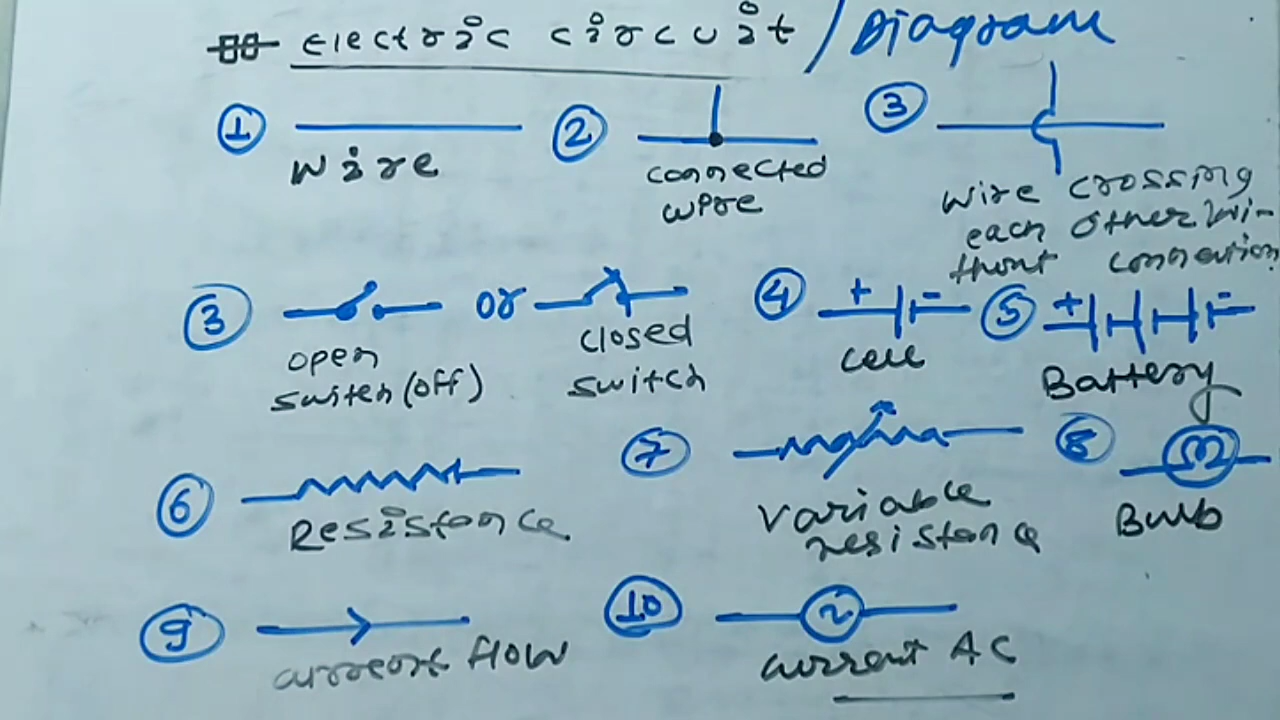 Electric circuit / Diagram
1
wire
2
connected
wire
3
wire crossing
each other wi-
thout connection
3
open
switch (off)
or
closed
switch
4
+ -
cell
5
+ -
Battery
6
Resistance
7
variable
resistance
8
Bulb
9
current flow
10
~
current AC